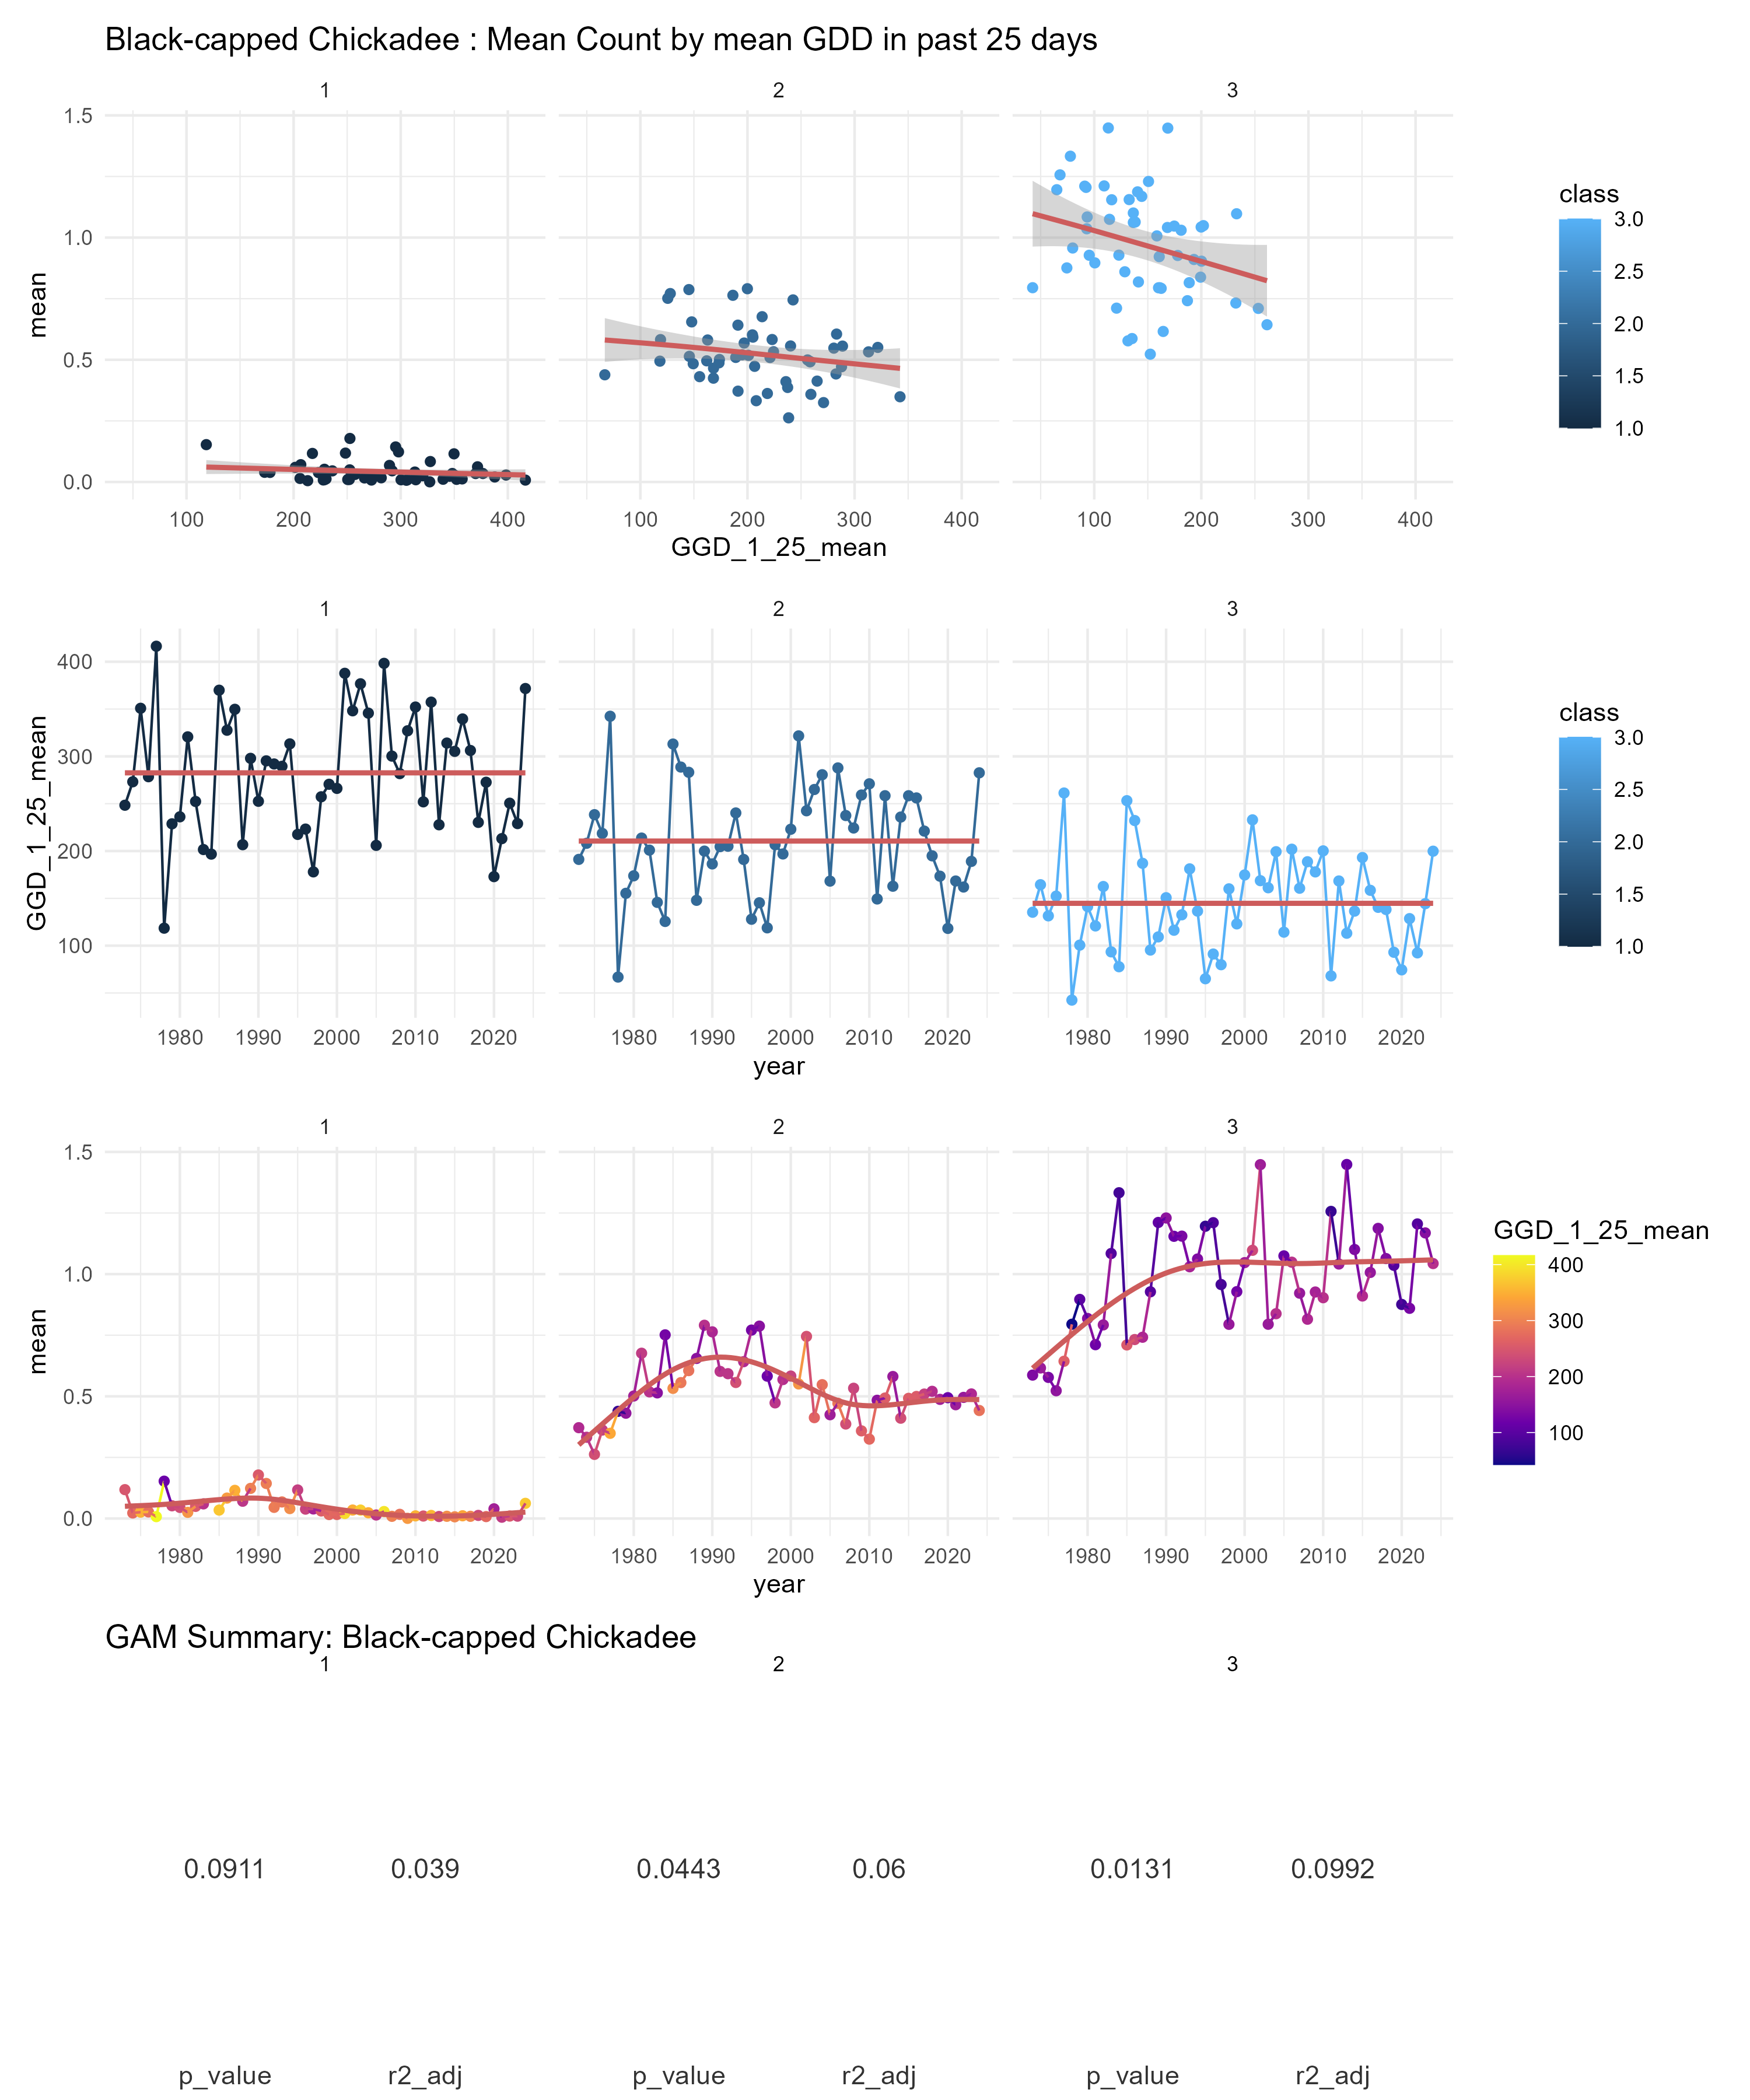 Black-capped Chickadee : Mean Count by mean GDD in past 25 days
1 2 3
1.5
1.0
0.5
0.0
mean
100 200 300 400 100 200 300 400 100 200 300 400
GGD_1_25_mean
class
3.0
2.5
2.0
1.5
1.0
1 2 3
400
300
200
100
GGD_1_25_mean
1980 1990 2000 2010 2020 1980 1990 2000 2010 2020 1980 1990 2000 2010 2020
year
class
3.0
2.5
2.0
1.5
1.0
1 2 3
1.5
1.0
0.5
0.0
mean
1980 1990 2000 2010 2020 1980 1990 2000 2010 2020 1980 1990 2000 2010 2020
year
GGD_1_25_mean
400
300
200
100
GAM Summary: Black-capped Chickadee
1 2 3
0.0911 0.039 0.0443 0.06 0.0131 0.0992
p_value r2_adj p_value r2_adj p_value r2_adj